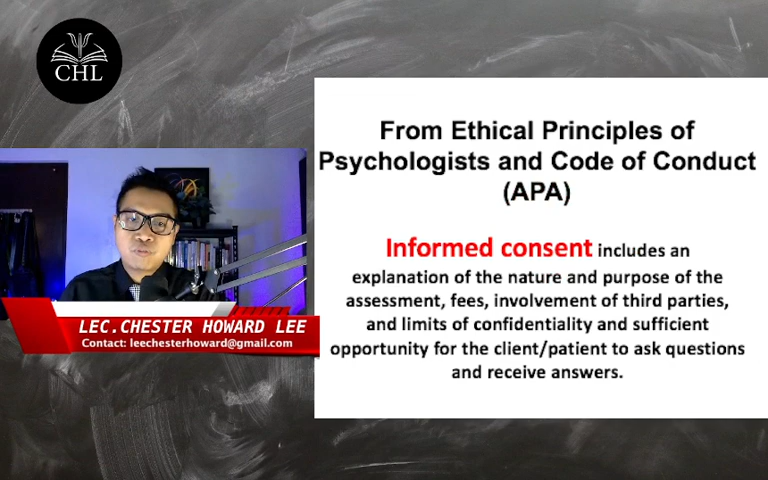 CHL
From Ethical Principles of
Psychologists and Code of Conduct
(APA)
Informed consent includes an
explanation of the nature and purpose of the
assessment, fees, involvement of third parties,
and limits of confidentiality and sufficient
opportunity for the client/patient to ask questions
and receive answers.
LEC.CHESTER HOWARD LEE
Contact: leechesterhoward@gmail.com